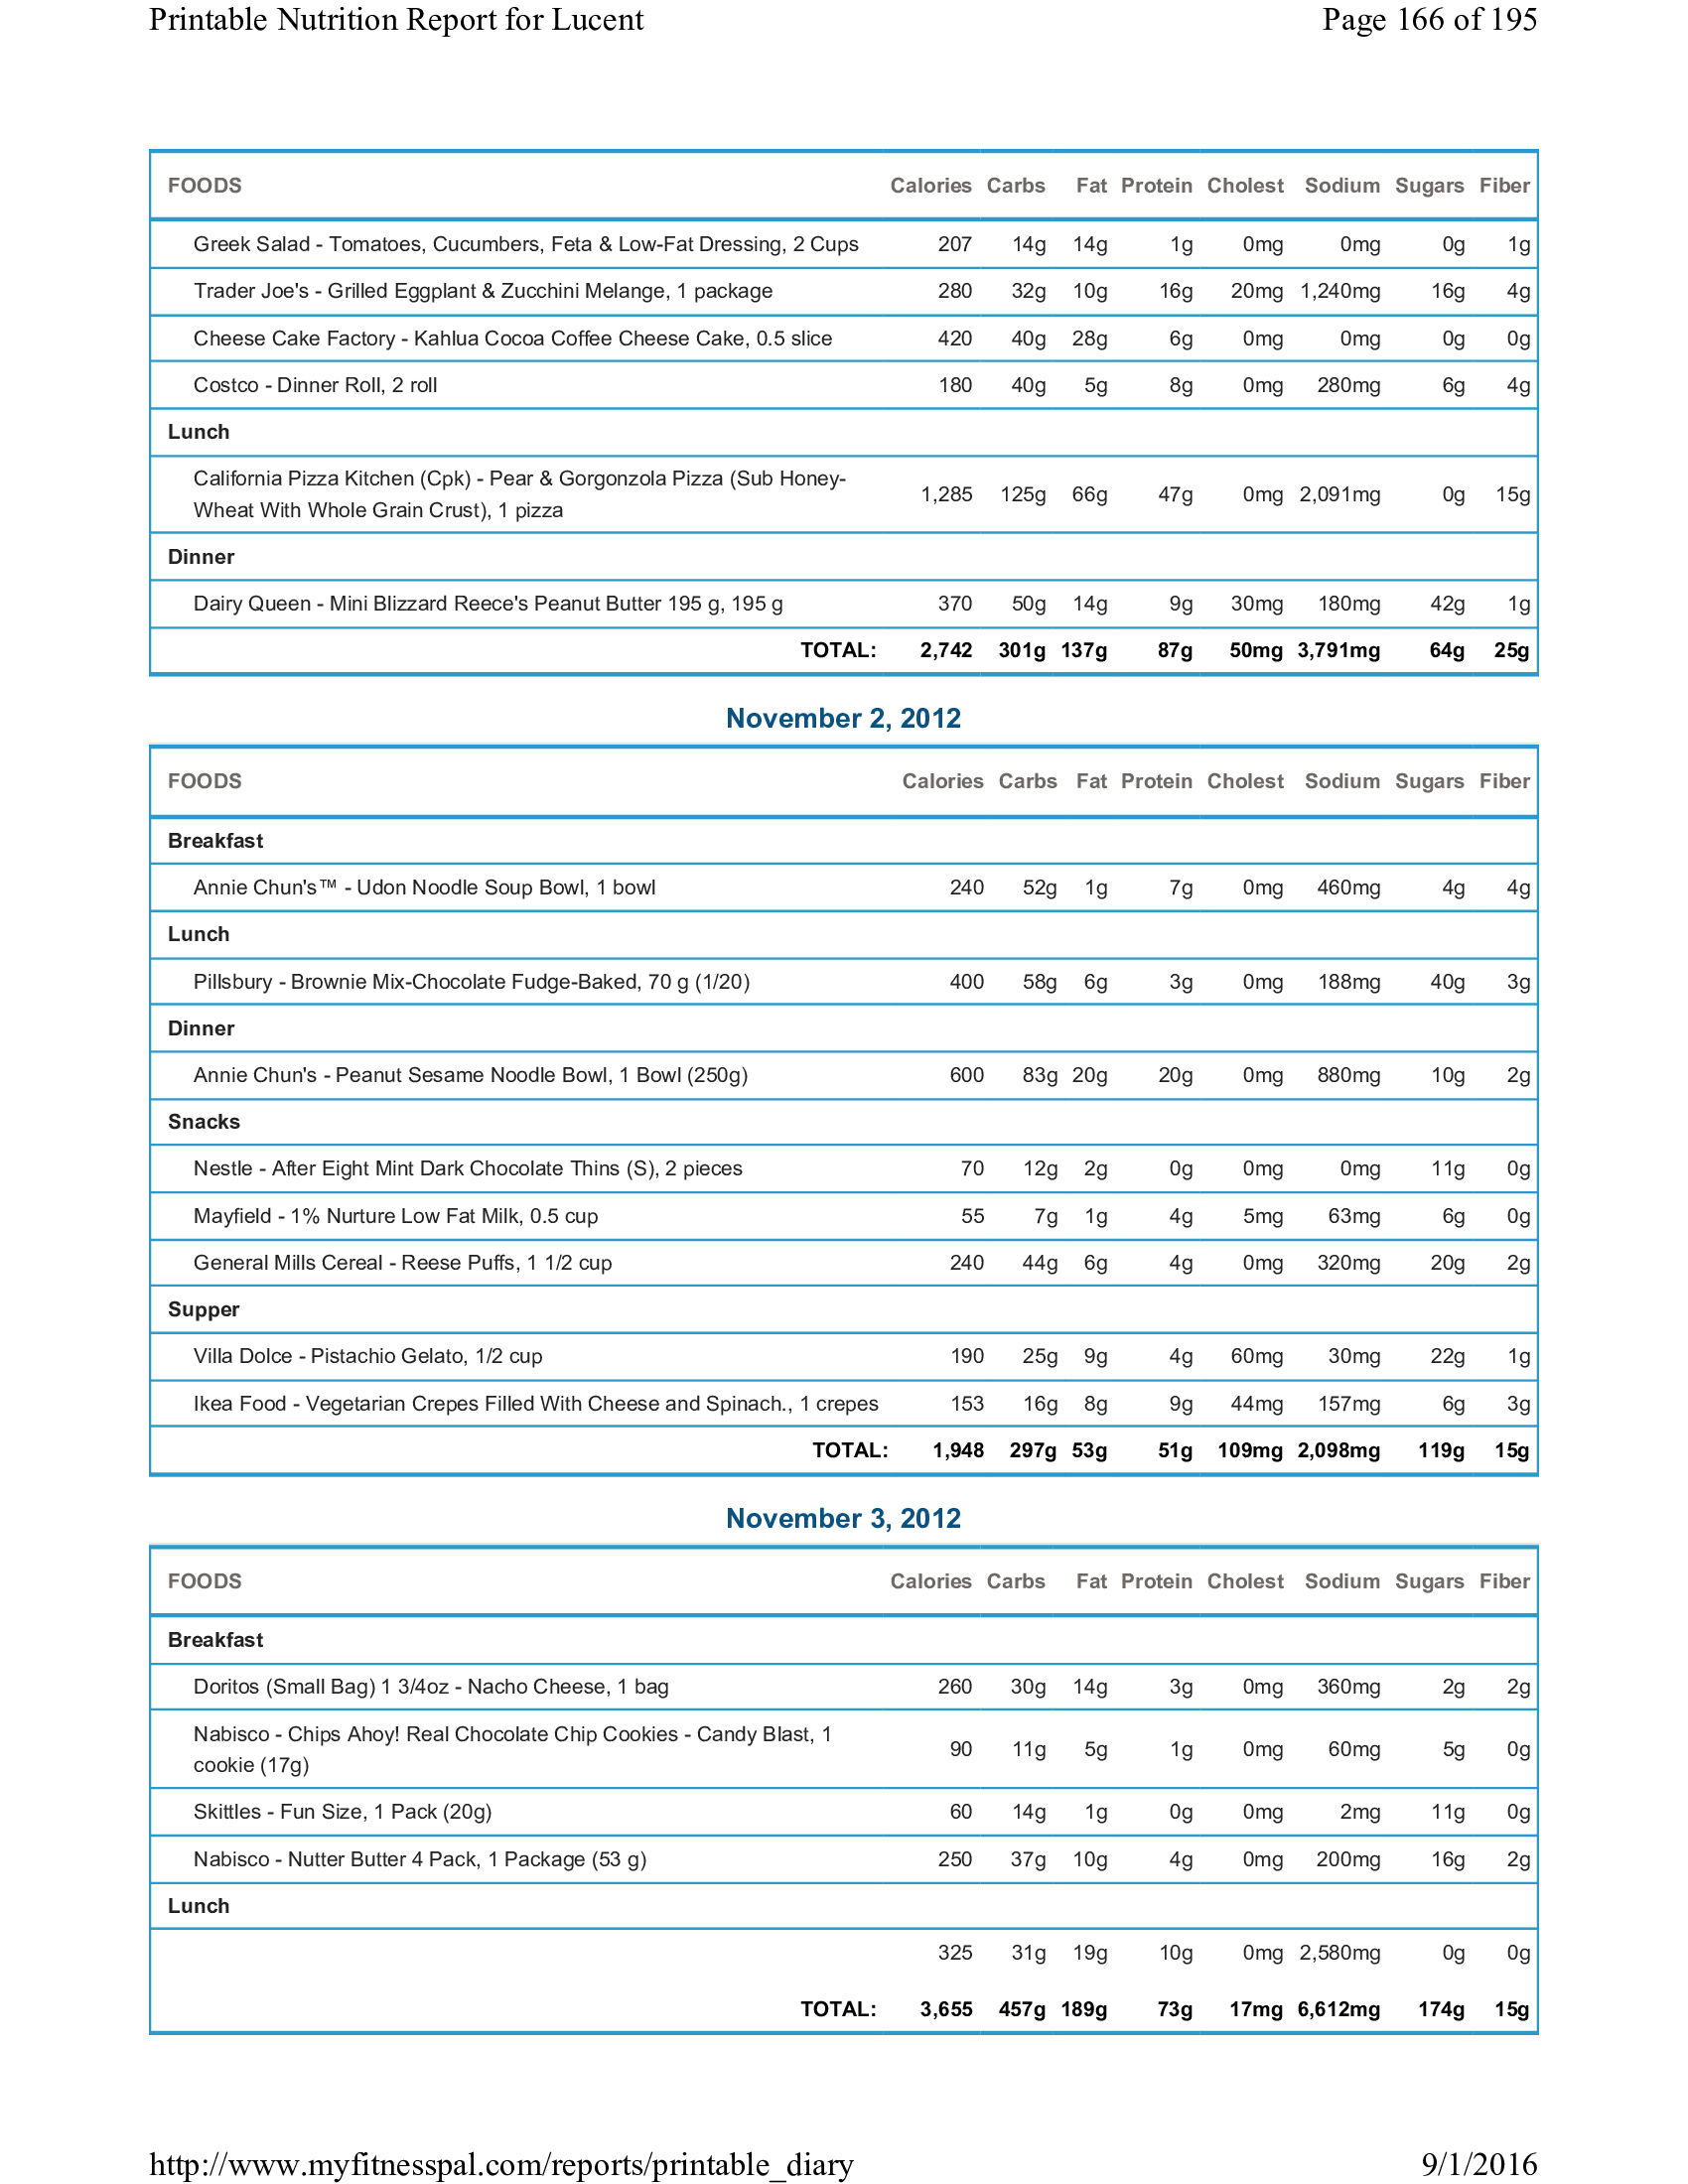 Printable Nutrition Report for Lucent Page 166 of 195
FOODS Calories Carbs Fat Protein Cholest Sodium Sugars Fiber
Greek Salad - Tomatoes, Cucumbers, Feta & Low-Fat Dressing, 2 Cups 207 14g 14g 1g 0mg 0mg 0g 1g
Trader Joe's - Grilled Eggplant & Zucchini Melange, 1 package 280 32g 10g 16g 20mg 1,240mg 16g 4g
Cheese Cake Factory - Kahlua Cocoa Coffee Cheese Cake, 0.5 slice 420 40g 28g 6g 0mg 0mg 0g 0g
Costco - Dinner Roll, 2 roll 180 40g 5g 8g 0mg 280mg 6g 4g
Lunch
California Pizza Kitchen (Cpk) - Pear & Gorgonzola Pizza (Sub Honey-
Wheat With Whole Grain Crust), 1 pizza 1,285 125g 66g 47g 0mg 2,091mg 0g 15g
Dinner
Dairy Queen - Mini Blizzard Reece's Peanut Butter 195 g, 195 g 370 50g 14g 9g 30mg 180mg 42g 1g
TOTAL: 2,742 301g 137g 87g 50mg 3,791mg 64g 25g
November 2, 2012
FOODS Calories Carbs Fat Protein Cholest Sodium Sugars Fiber
Breakfast
Annie Chun's™ - Udon Noodle Soup Bowl, 1 bowl 240 52g 1g 7g 0mg 460mg 4g 4g
Lunch
Pillsbury - Brownie Mix-Chocolate Fudge-Baked, 70 g (1/20) 400 58g 6g 3g 0mg 188mg 40g 3g
Dinner
Annie Chun's - Peanut Sesame Noodle Bowl, 1 Bowl (250g) 600 83g 20g 20g 0mg 880mg 10g 2g
Snacks
Nestle - After Eight Mint Dark Chocolate Thins (S), 2 pieces 70 12g 2g 0g 0mg 0mg 11g 0g
Mayfield - 1% Nurture Low Fat Milk, 0.5 cup 55 7g 1g 4g 5mg 63mg 6g 0g
General Mills Cereal - Reese Puffs, 1 1/2 cup 240 44g 6g 4g 0mg 320mg 20g 2g
Supper
Villa Dolce - Pistachio Gelato, 1/2 cup 190 25g 9g 4g 60mg 30mg 22g 1g
Ikea Food - Vegetarian Crepes Filled With Cheese and Spinach., 1 crepes 153 16g 8g 9g 44mg 157mg 6g 3g
TOTAL: 1,948 297g 53g 51g 109mg 2,098mg 119g 15g
November 3, 2012
FOODS Calories Carbs Fat Protein Cholest Sodium Sugars Fiber
Breakfast
Doritos (Small Bag) 1 3/4oz - Nacho Cheese, 1 bag 260 30g 14g 3g 0mg 360mg 2g 2g
Nabisco - Chips Ahoy! Real Chocolate Chip Cookies - Candy Blast, 1
cookie (17g) 90 11g 5g 1g 0mg 60mg 5g 0g
Skittles - Fun Size, 1 Pack (20g) 60 14g 1g 0g 0mg 2mg 11g 0g
Nabisco - Nutter Butter 4 Pack, 1 Package (53 g) 250 37g 10g 4g 0mg 200mg 16g 2g
Lunch
325 31g 19g 10g 0mg 2,580mg 0g 0g
TOTAL: 3,655 457g 189g 73g 17mg 6,612mg 174g 15g
http://www.myfitnesspal.com/reports/printable_diary 9/1/2016